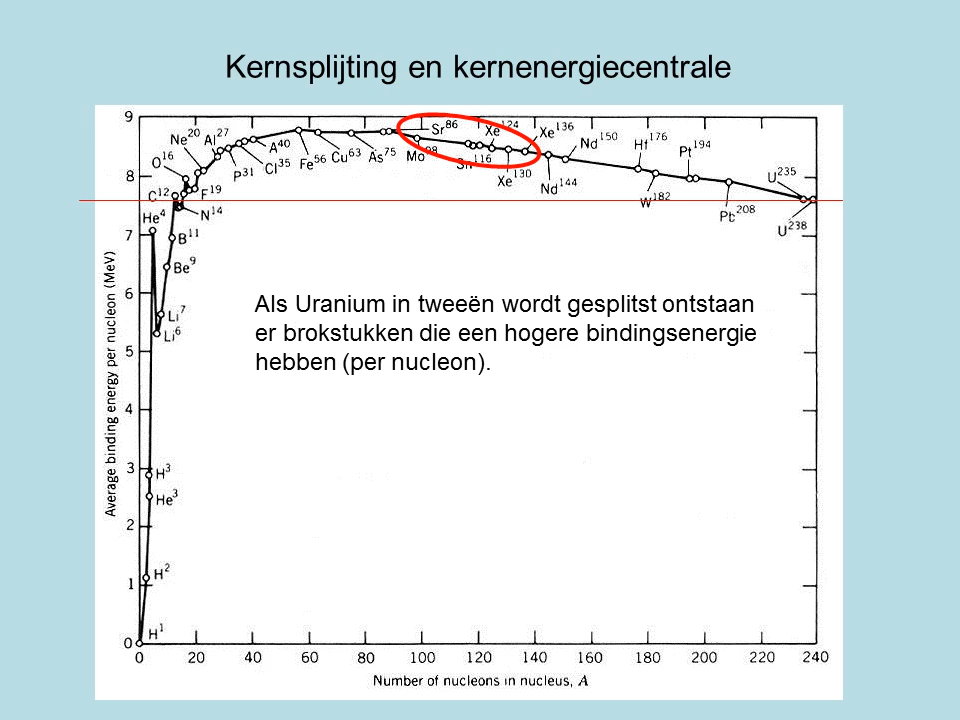 Kernsplijting en kernenergiecentrale
Average binding energy per nucleon (MeV)
9
8
7
6
5
4
3
2
1
0
H¹
H²
He³
H³
He⁴
Li⁶
Li⁷
Be⁹
B¹¹
C¹²
N¹⁴
O¹⁶
F¹⁹
Ne²⁰
Al²⁷
P³¹
Cl³⁵
A⁴⁰
Fe⁵⁶
Cu⁶³
As⁷⁵
Sr⁸⁶
Mo⁹⁸
Sn¹¹⁶
Xe¹²⁴
Xe¹³⁰
Xe¹³⁶
Nd¹⁴⁴
Nd¹⁵⁰
Hf¹⁷⁶
W¹⁸²
Pt¹⁹⁴
Pb²⁰⁸
U²³⁵
U²³⁸
Als Uranium in tweeën wordt gesplitst ontstaan
er brokstukken die een hogere bindingsenergie
hebben (per nucleon).
0 20 40 60 80 100 120 140 160 180 200 220 240
Number of nucleons in nucleus, A